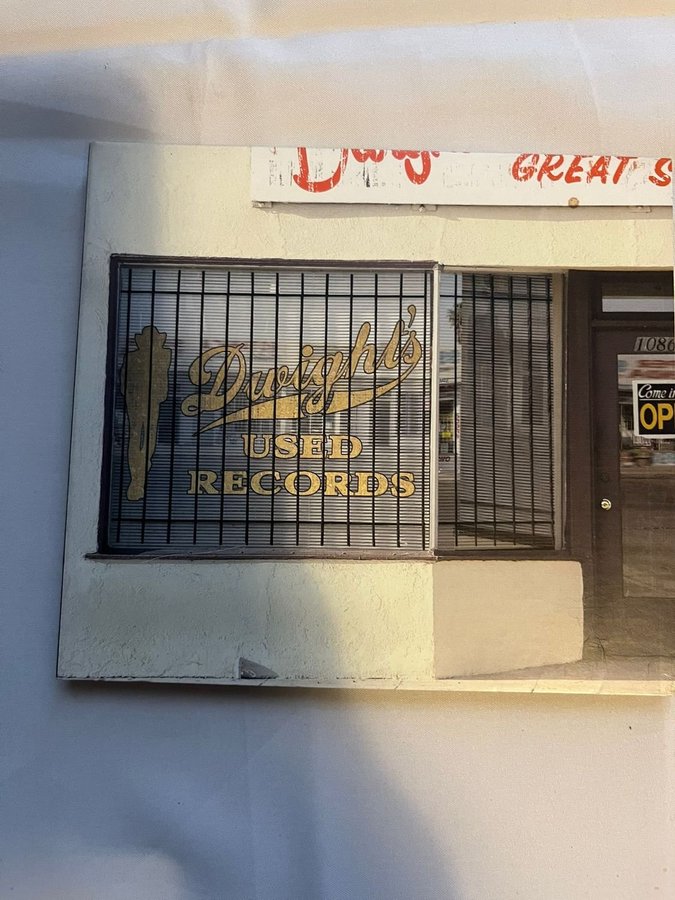 GREAT
Dwight's
USED
RECORDS
1086
Come in
OP